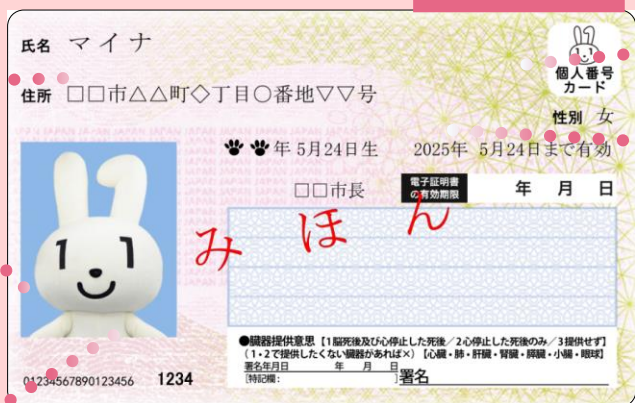 氏名 マイナ
個人番号
カード
住所 □□市△△町◇丁目〇番地▽▽号
性別 女
年 5月24日生 2025年 5月24日まで有効
□□市長 電子証明書
の有効期限 年 月 日
みほん
●臓器提供意思【1脳死後及び心停止した死後/2心停止した死後のみ/3提供せず】
(1・2で提供したくない臓器があれば×)【心臓・肺・肝臓・腎臓・膵臓・小腸・眼球】
署名年月日 年 月 日
[特記欄: ] 署名
01234567890123456 1234